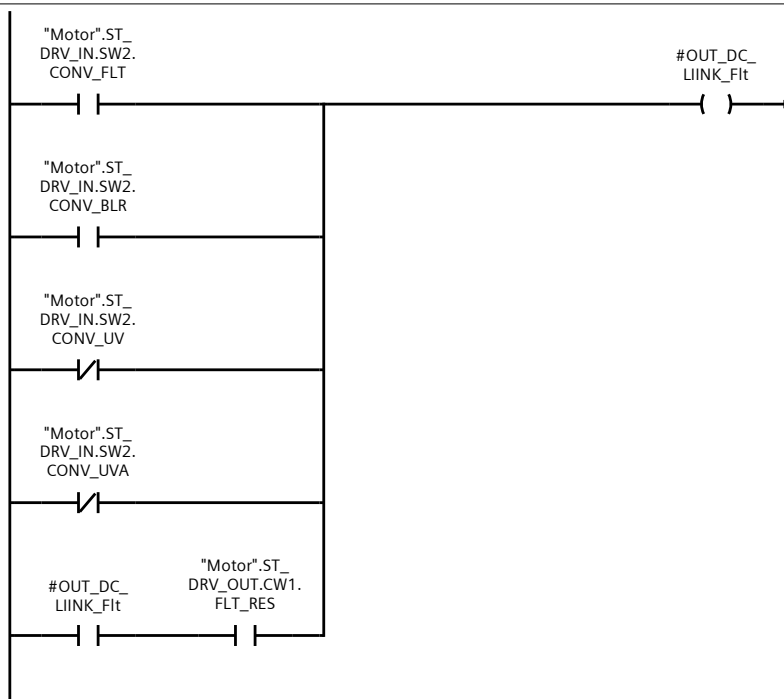 "Motor".ST_
DRV_IN.SW2.
CONV_FLT
#OUT_DC_
LIINK_Flt
"Motor".ST_
DRV_IN.SW2.
CONV_BLR
"Motor".ST_
DRV_IN.SW2.
CONV_UV
"Motor".ST_
DRV_IN.SW2.
CONV_UVA
#OUT_DC_
LIINK_Flt
"Motor".ST_
DRV_OUT.CW1.
FLT_RES